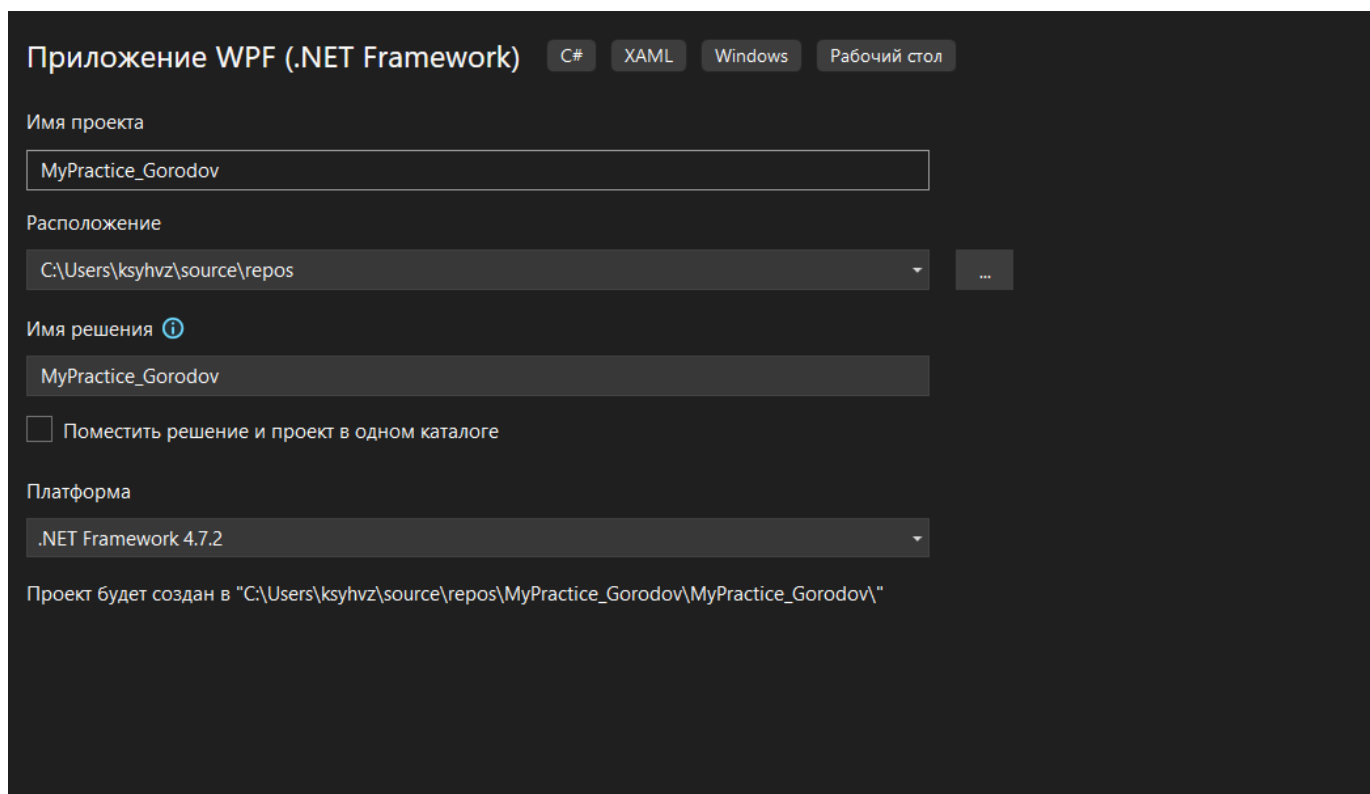 Приложение WPF (.NET Framework) C# XAML Windows Рабочий стол
Имя проекта
MyPractice_Gorodov
Расположение
C:\Users\ksyhvz\source\repos
...
Имя решения
MyPractice_Gorodov
Поместить решение и проект в одном каталоге
Платформа
.NET Framework 4.7.2
Проект будет создан в "C:\Users\ksyhvz\source\repos\MyPractice_Gorodov\MyPractice_Gorodov\"